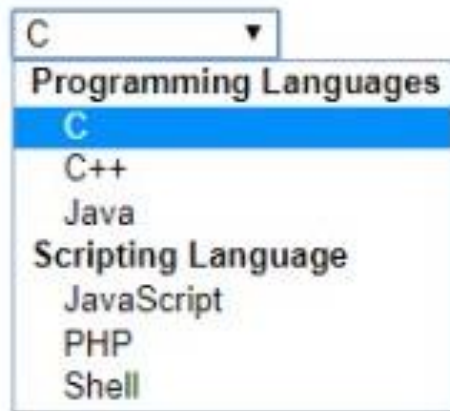 C
Programming Languages
C
C++
Java
Scripting Language
JavaScript
PHP
Shell